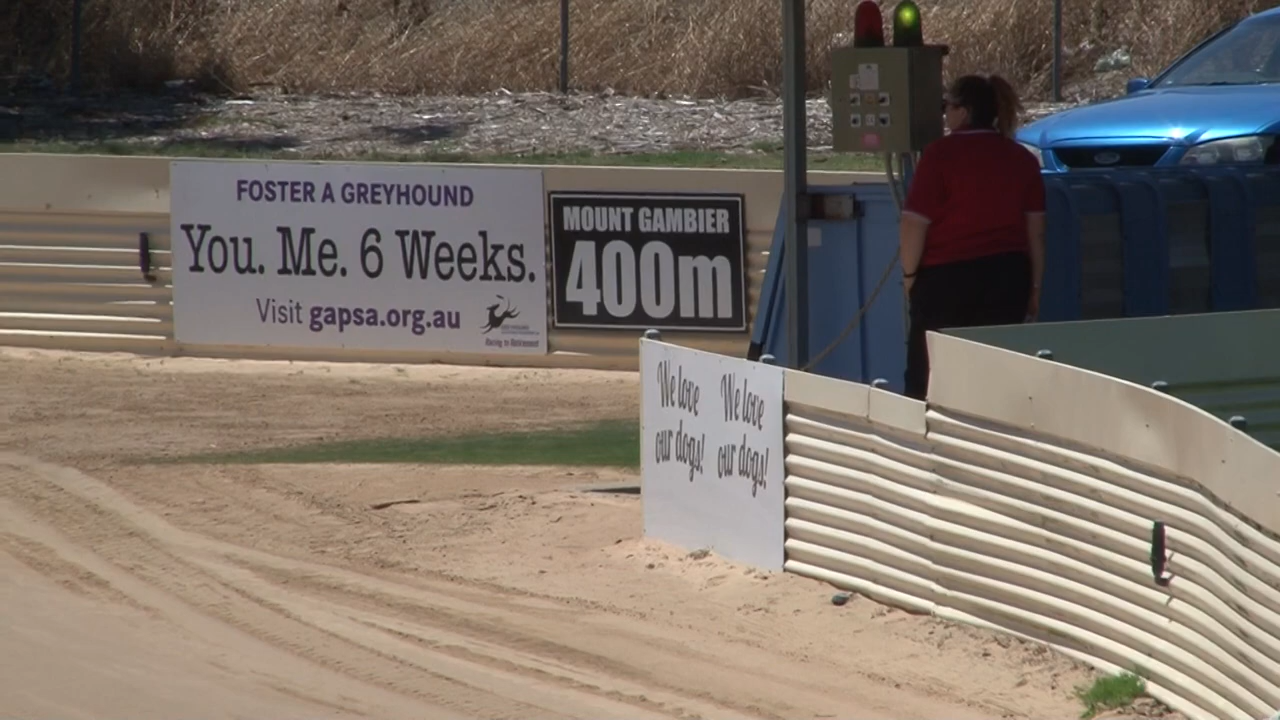 FOSTER A GREYHOUND
You. Me. 6 Weeks.
Visit gapsa.org.au
Racing to Retirement
MOUNT GAMBIER
400m
We love
our dogs!
We love
our dogs!